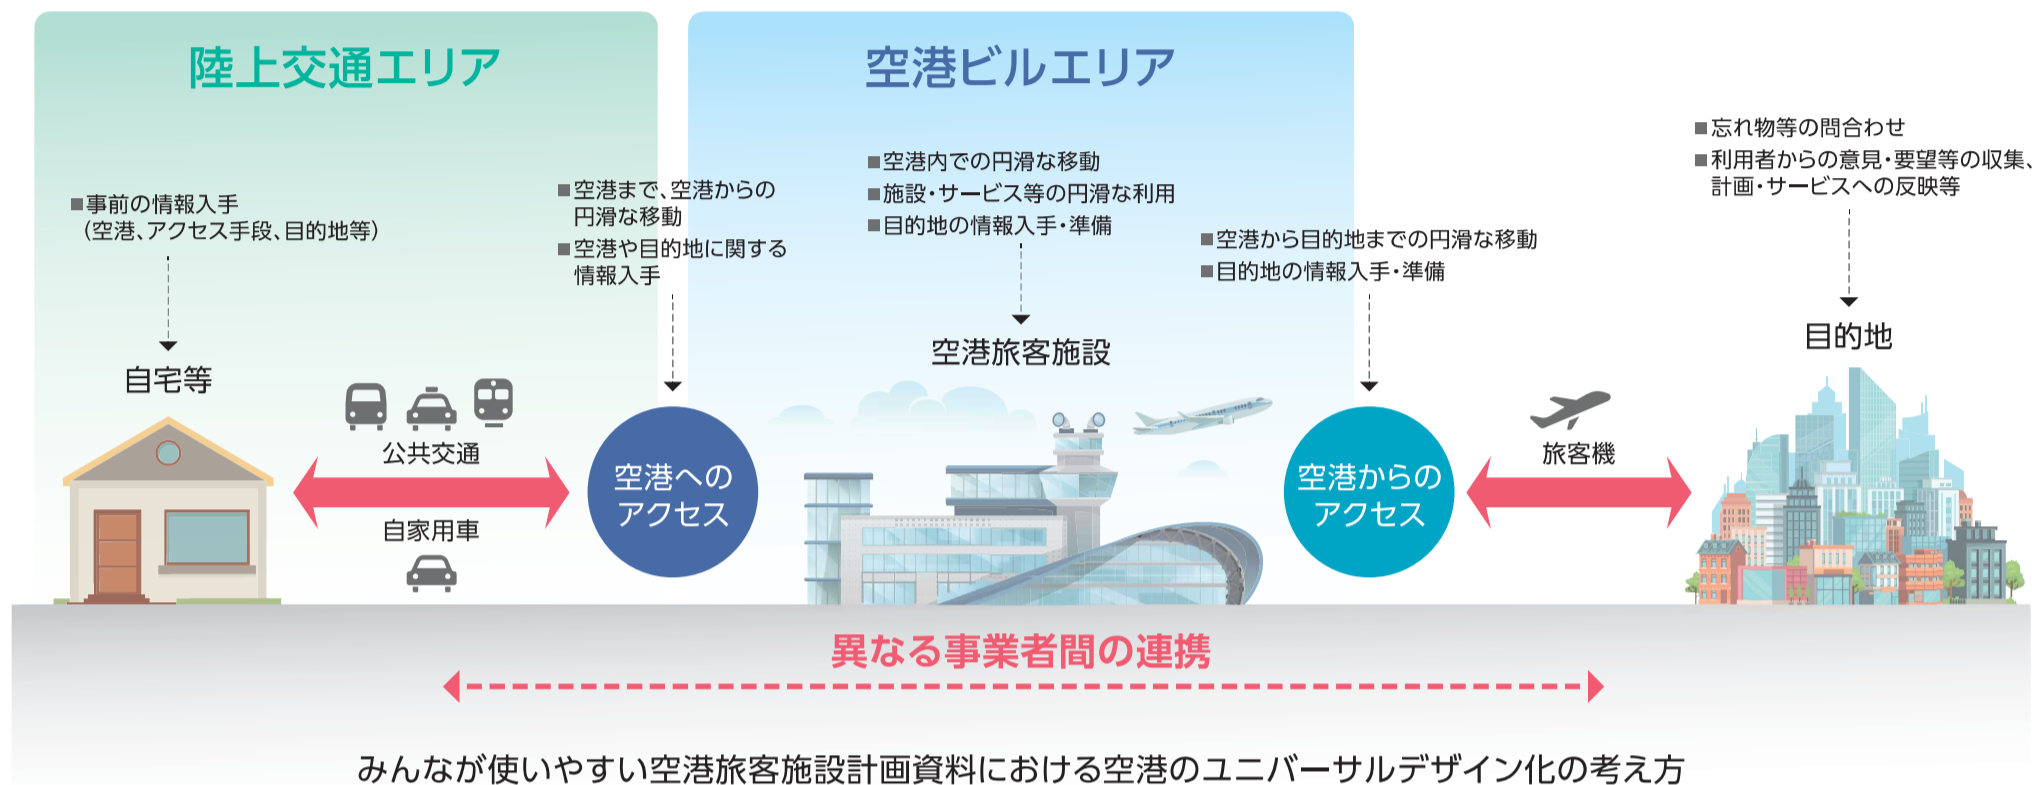 陸上交通エリア
空港ビルエリア
■事前の情報入手
（空港、アクセス手段、目的地等）
■空港まで、空港からの
円滑な移動
■空港や目的地に関する
情報入手
■空港内での円滑な移動
■施設・サービス等の円滑な利用
■目的地の情報入手・準備
■空港から目的地までの円滑な移動
■目的地の情報入手・準備
■忘れ物等の問合わせ
■利用者からの意見・要望等の収集、
計画・サービスへの反映等
自宅等
公共交通
自家用車
空港への
アクセス
空港旅客施設
空港からの
アクセス
旅客機
目的地
異なる事業者間の連携
みんなが使いやすい空港旅客施設計画資料における空港のユニバーサルデザイン化の考え方